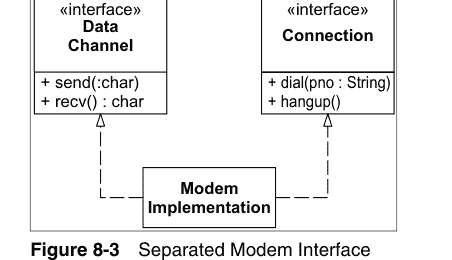 «interface»
Data
Channel
+ send(:char)
+ recv() : char
«interface»
Connection
+ dial(pno : String)
+ hangup()
Modem
Implementation
Figure 8-3 Separated Modem Interface